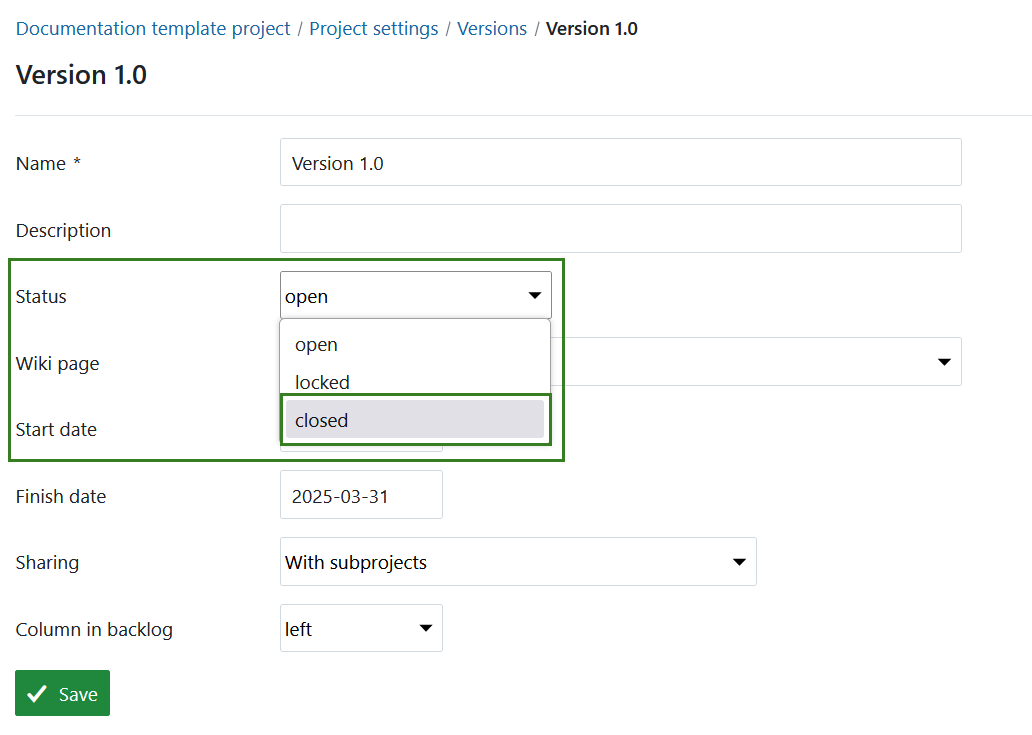 Documentation template project / Project settings / Versions / Version 1.0
Version 1.0
Name * Version 1.0
Description
Status open
open
Wiki page
locked
closed
Start date
Finish date 2025-03-31
Sharing With subprojects
Column in backlog left
Save